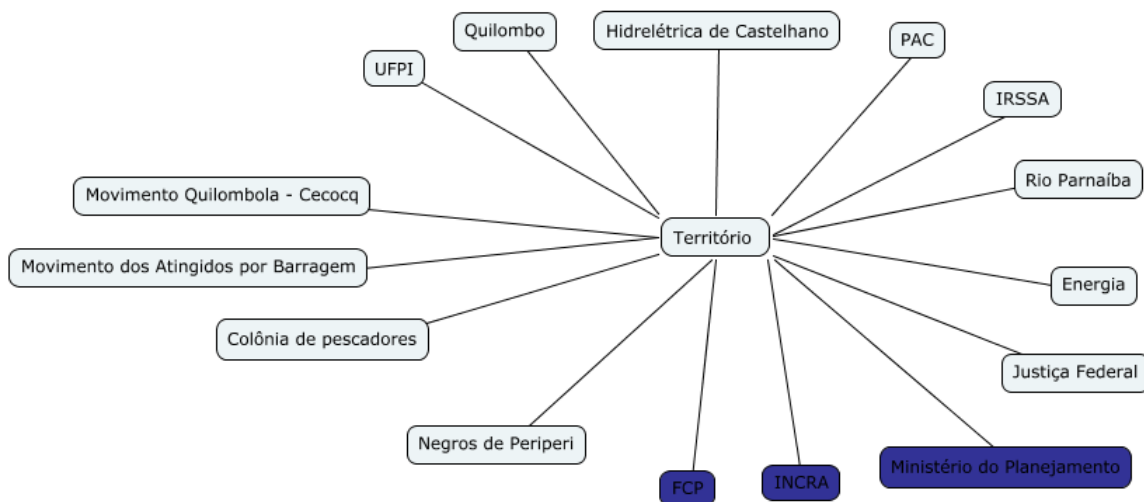 Quilombo
Hidrelétrica de Castelhano
PAC
UFPI
IRSSA
Rio Parnaíba
Movimento Quilombola - Cecocq
Território
Movimento dos Atingidos por Barragem
Energia
Colônia de pescadores
Justiça Federal
Negros de Periperi
Ministério do Planejamento
FCP
INCRA